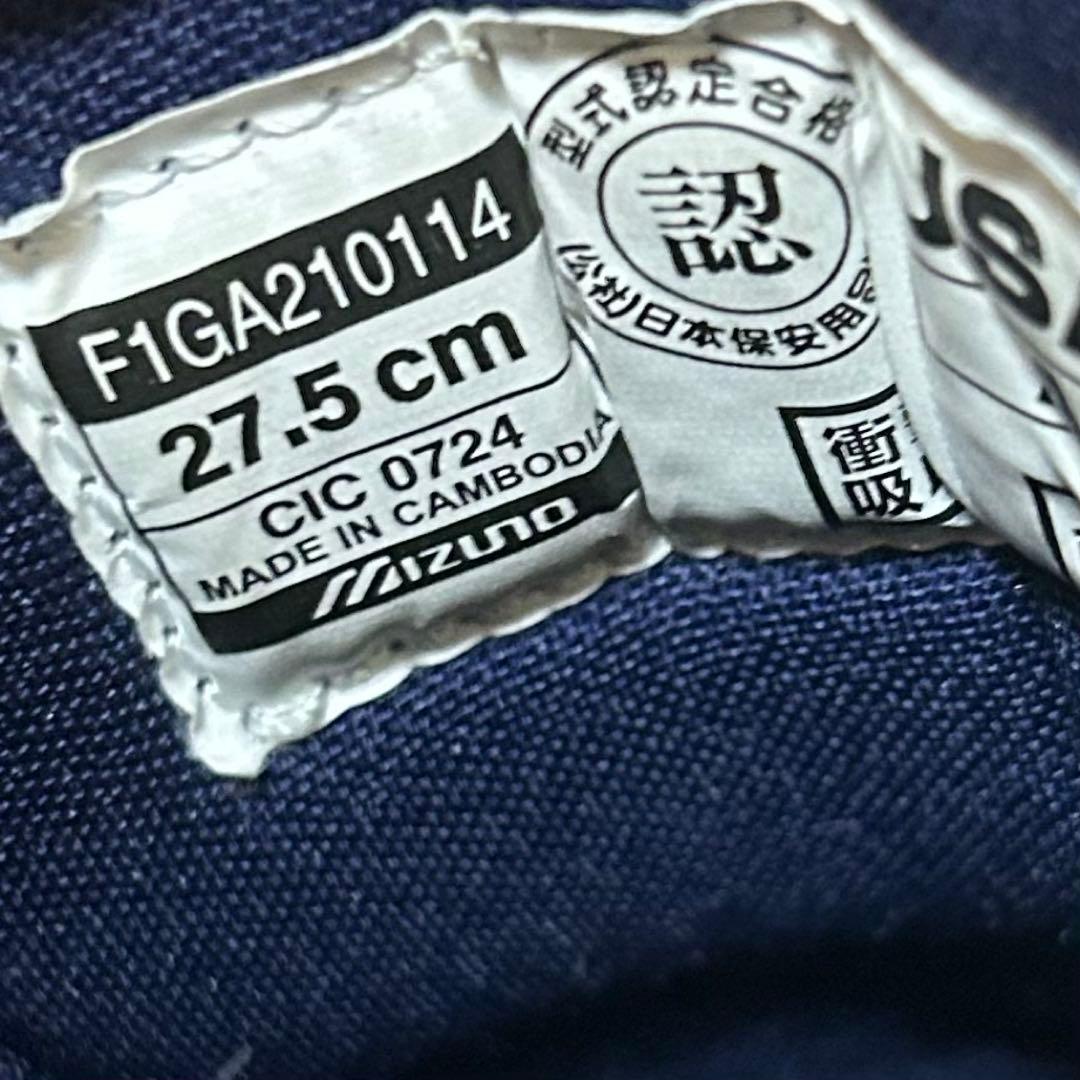 F1GA210114
27.5 cm
CIC 0724
MADE IN CAMBODIA
MIZUNO
型式認定合格
認
(公社)日本保安用品
衝
吸